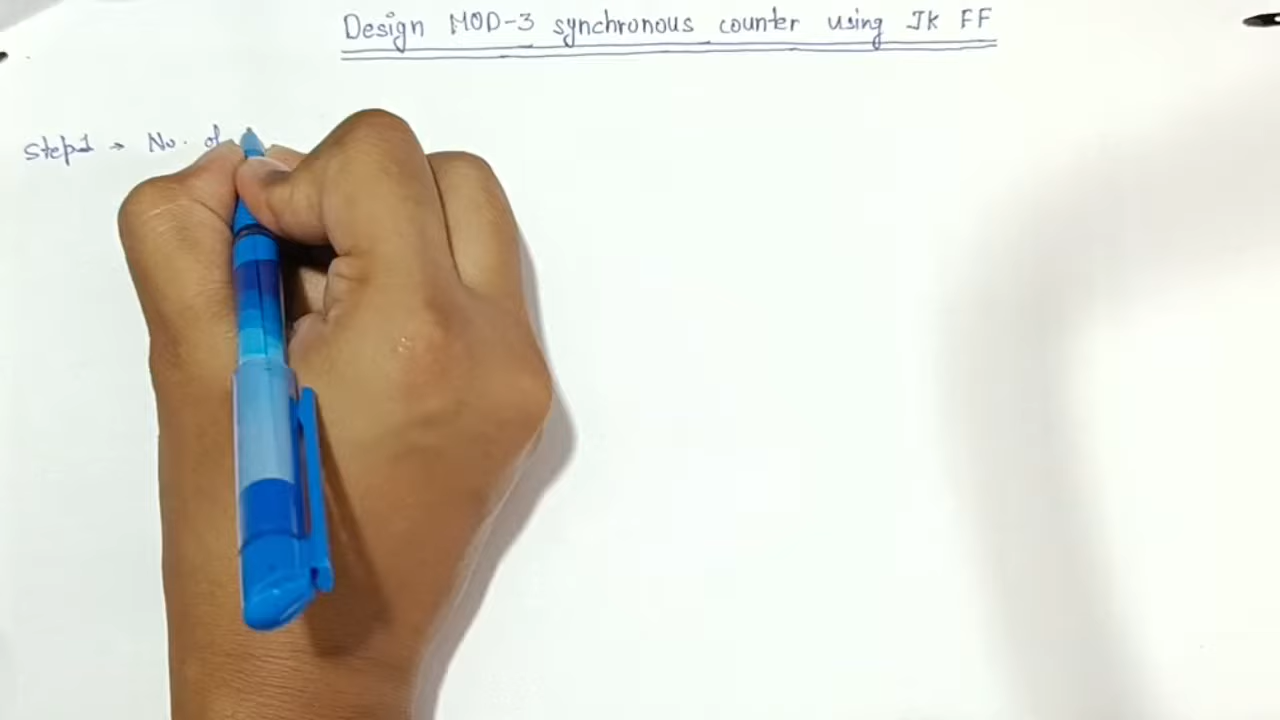 Design MOD-3 synchronous counter using JK FF
Step1 → No. of